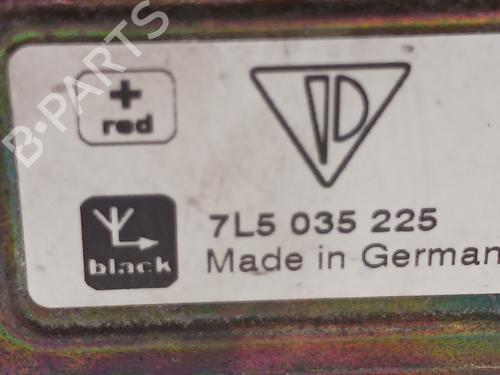 B-PARTS
+
red
7L5 035 225
black
Made in German